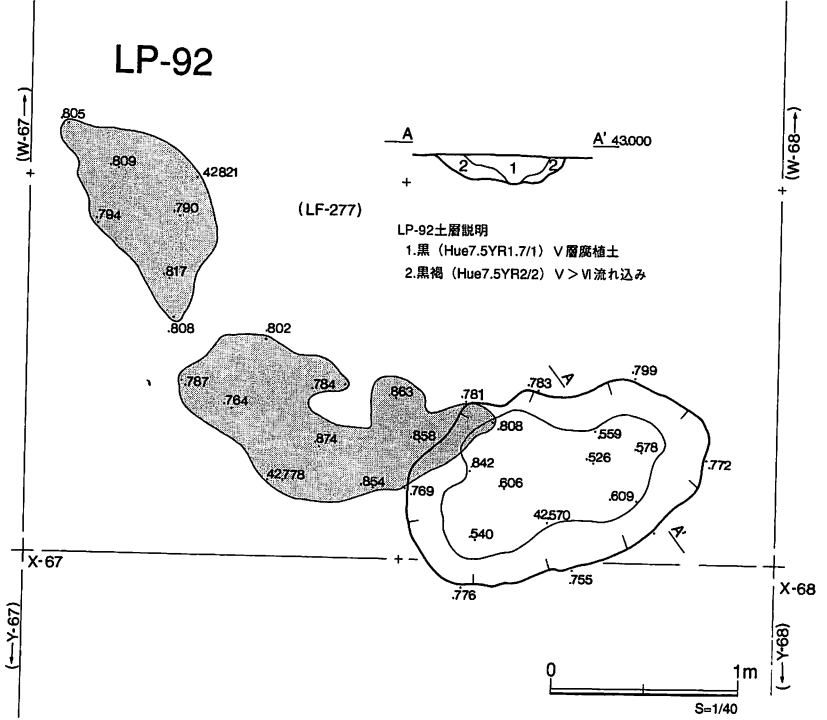 LP-92
.805
(W-67→)
.809
42821
.794
.790
.817
.808
(LF-277)
A
A' 43.000
2
1
2
(W-68→)
LP-92土層説明
1.黒（Hue7.5YR1.7/1）Ⅴ層腐植土
2.黒褐（Hue7.5YR2/2）Ⅴ＞Ⅵ流れ込み
.802
.787
.764
.784
.863
.781
.783
A
.799
.874
.858
.808
.559
.578
.526
.772
42,778
.854
.769
.842
.606
.609
42,570
.540
A'
X-67
.776
.755
X-68
(←Y-67)
(←Y-68)
0
1m
S=1/40